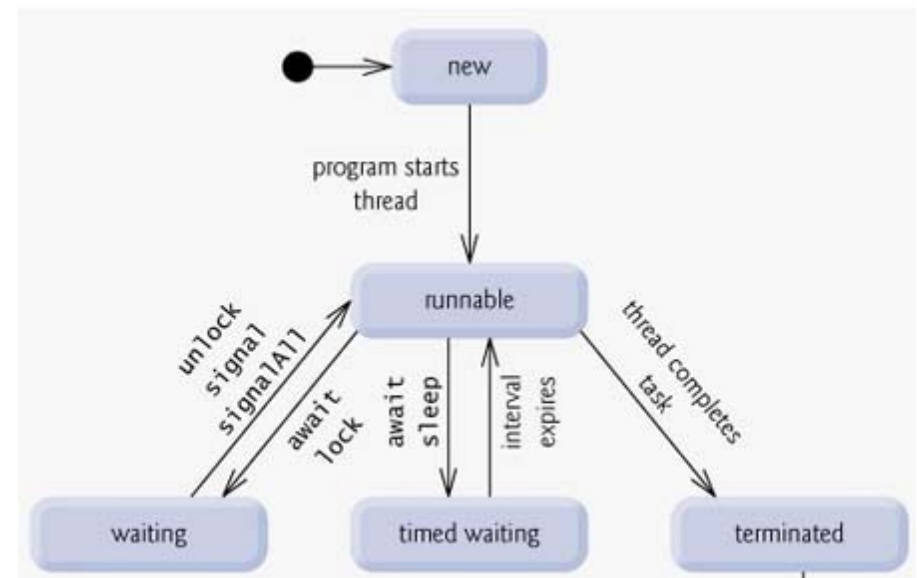 new
program starts
thread
runnable
unlock
signal
signalAll
await
lock
await
sleep
interval
expires
thread completes
task
waiting
timed waiting
terminated